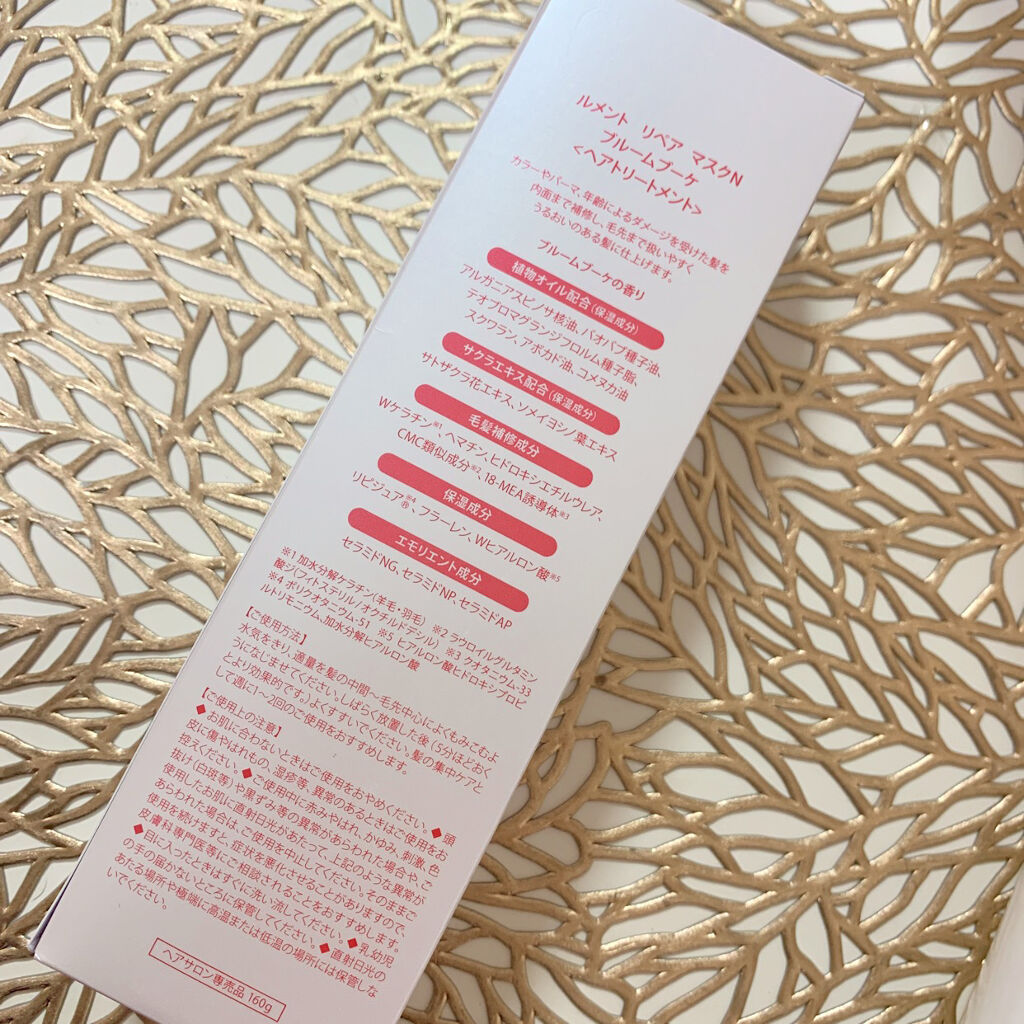 ルメント リペア マスクN
ブルームブーケ
<ヘアトリートメント>
カラーやパーマ、年齢によるダメージを受けた髪を
内面まで補修し、毛先まで扱いやすく
うるおいのある髪に仕上げます。
ブルームブーケの香り
植物オイル配合(保湿成分)
アルガニアスピノサ核油、バオバブ種子油、
テオブロマグランジフロルム種子脂、
スクワラン、アボカド油、コメヌカ油
サクラエキス配合(保湿成分)
サトザクラ花エキス、ソメイヨシノ葉エキス
毛髪補修成分
Wケラチン※1、ヘマチン、ヒドロキシエチルウレア、
CMC類似成分※2、18-MEA誘導体※3
保湿成分
リピジュア®※4、フラーレン、Wヒアルロン酸※5
エモリエント成分
セラミドNG、セラミドNP、セラミドAP
※1 加水分解ケラチン(羊毛・羽毛) ※2 ラウロイルグルタミン
酸ジ(フィトステリル/オクチルドデシル) ※3 クオタニウム-33
※4 ポリクオタニウム-51 ※5 ヒアルロン酸ヒドロキシプロピ
ルトリモニウム、加水分解ヒアルロン酸
【ご使用方法】
水気をきり、適量を髪の中間～毛先中心によくもみこむよ
うになじませてください。しばらく放置した後(5分ほどおく
とより効果的です。)よくすすいでください。髪の集中ケアと
して週に1～2回のご使用をおすすめします。
【ご使用上の注意】
◆お肌に合わないときはご使用をおやめください。◆頭
皮に傷やはれもの、湿疹等、異常のあるときはご使用をお
控えください。◆ご使用中に赤みやはれ、かゆみ、刺激、色
抜け(白斑等)や黒ずみ等の異常があらわれた場合や、ご
使用したお肌に直射日光があたって、上記のような異常が
あらわれた場合は、ご使用を中止してください。そのままご
使用を続けますと、症状を悪化させることがありますので、
皮膚科専門医等にご相談されることをおすすめします。
◆目に入ったときはすぐに洗い流してください。◆乳幼児
の手の届かないところに保管してください。◆直射日光の
あたる場所や極端に高温または低温の場所には保管しな
いでください。
ヘアサロン専売品 160g